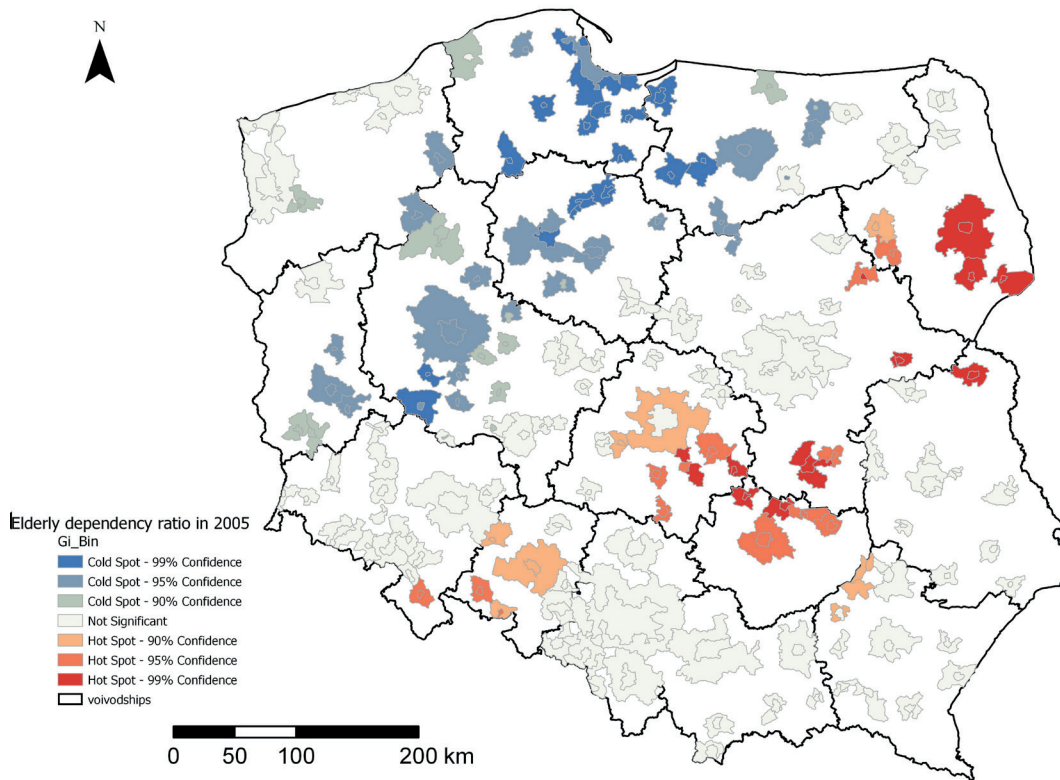 N
Elderly dependency ratio in 2005
Gi_Bin
Cold Spot - 99% Confidence
Cold Spot - 95% Confidence
Cold Spot - 90% Confidence
Not Significant
Hot Spot - 90% Confidence
Hot Spot - 95% Confidence
Hot Spot - 99% Confidence
voivodships
0 50 100 200 km